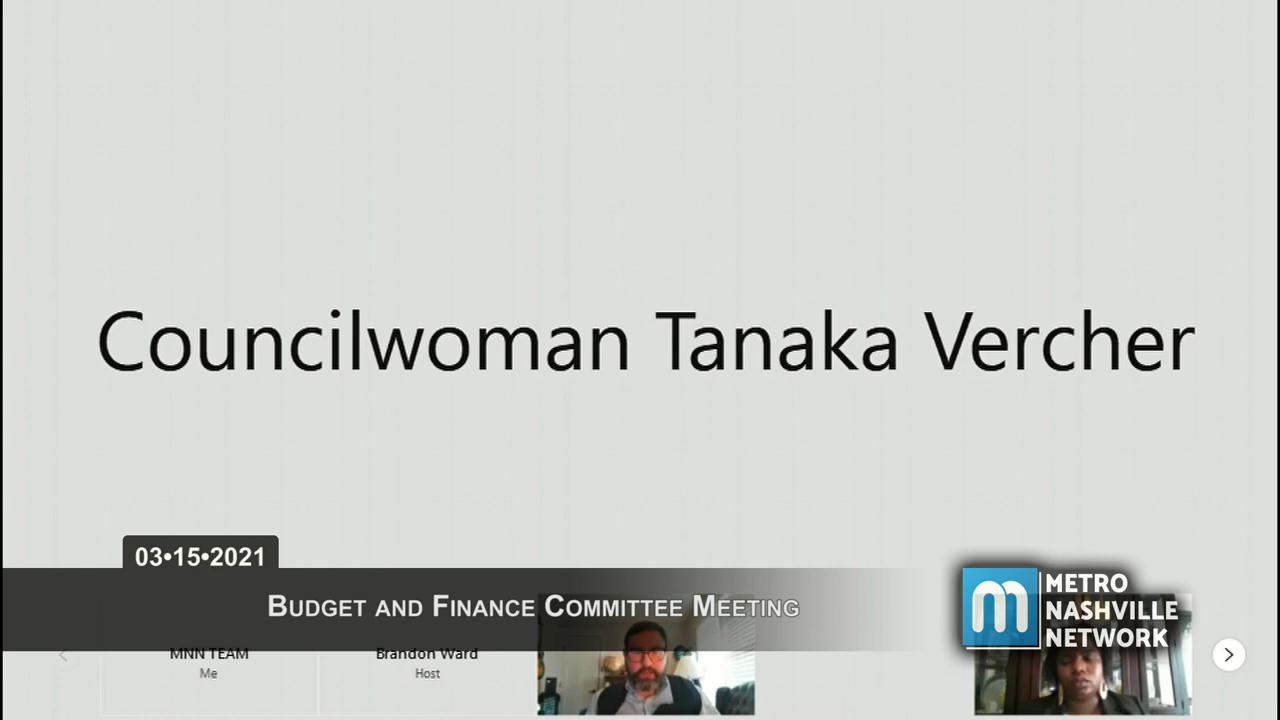 Councilwoman Tanaka Vercher
03•15•2021
BUDGET AND FINANCE COMMITTEE MEETING
m METRO
NASHVILLE
NETWORK
MNN TEAM
Me
Brandon Ward
Host